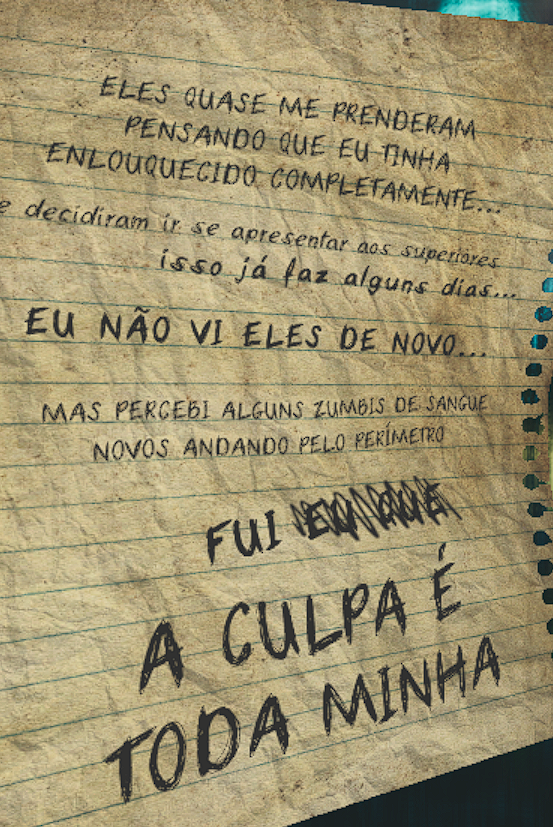 ELES QUASE ME PRENDERAM
PENSANDO QUE EU TINHA
ENLOUQUECIDO COMPLETAMENTE...
e decidiram ir se apresentar aos superiores
isso já faz alguns dias...
EU NÃO VI ELES DE NOVO...
MAS PERCEBI ALGUNS ZUMBIS DE SANGUE
NOVOS ANDANDO PELO PERÍMETRO
FUI
A CULPA É
TODA MINHA